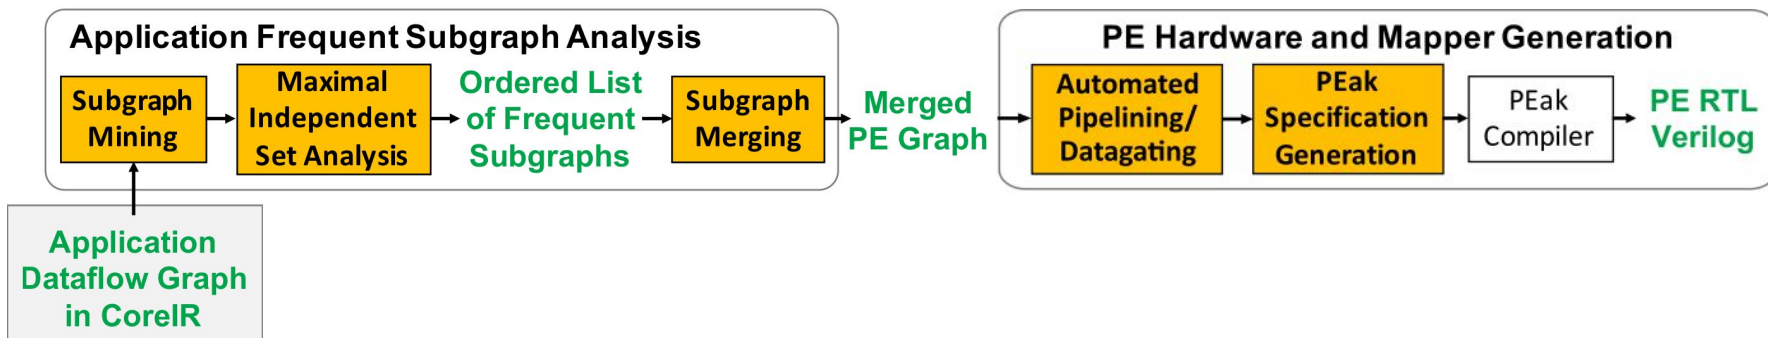 Application Frequent Subgraph Analysis
Subgraph
Mining
Maximal
Independent
Set Analysis
Ordered List
of Frequent
Subgraphs
Subgraph
Merging
Merged
PE Graph
PE Hardware and Mapper Generation
Automated
Pipelining/
Datagating
PEak
Specification
Generation
PEak
Compiler
PE RTL
Verilog
Application
Dataflow Graph
in CoreIR